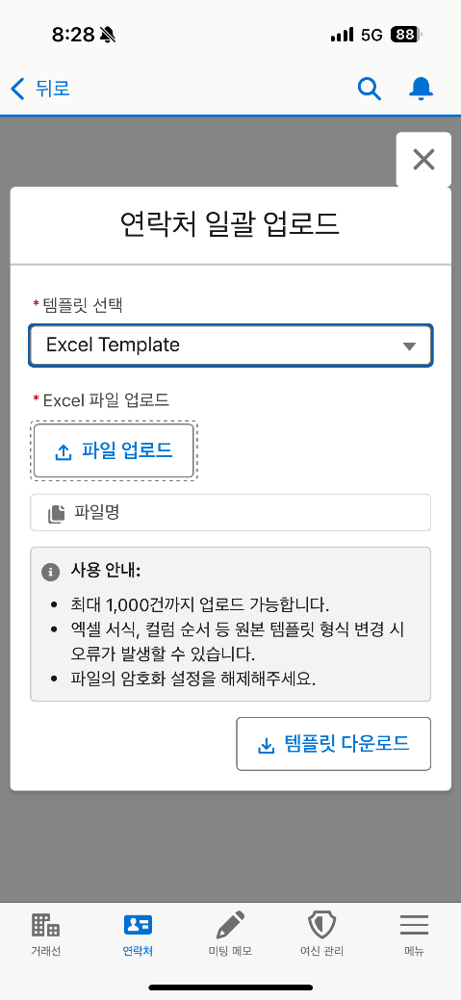 8:28
5G 88
뒤로
연락처 일괄 업로드
*템플릿 선택
Excel Template
*Excel 파일 업로드
파일 업로드
파일명
사용 안내:
• 최대 1,000건까지 업로드 가능합니다.
• 엑셀 서식, 컬럼 순서 등 원본 템플릿 형식 변경 시
오류가 발생할 수 있습니다.
• 파일의 암호화 설정을 해제해주세요.
템플릿 다운로드
거래선
연락처
미팅 메모
여신 관리
메뉴